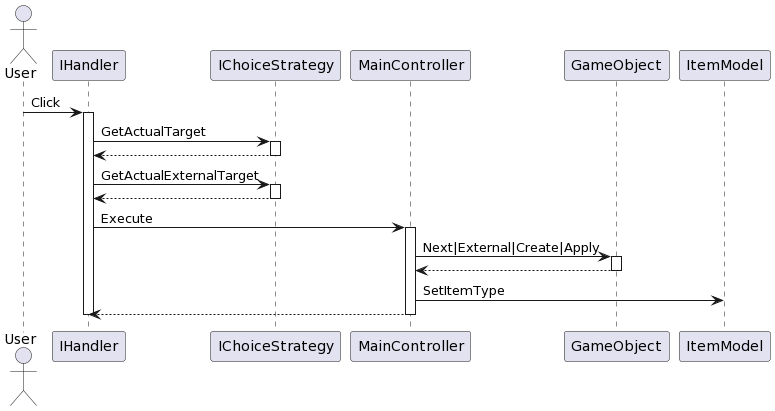 User
IHandler
IChoiceStrategy
MainController
GameObject
ItemModel
Click
GetActualTarget
GetActualExternalTarget
Execute
Next|External|Create|Apply
SetItemType
User
IHandler
IChoiceStrategy
MainController
GameObject
ItemModel